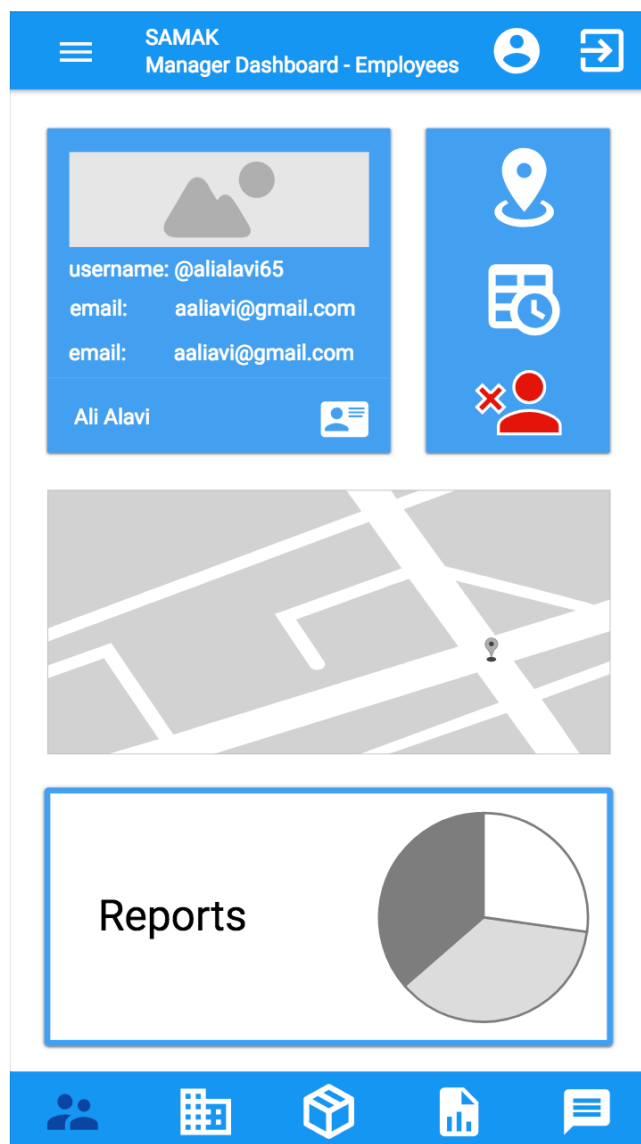 SAMAK
Manager Dashboard - Employees
username: @alialavi65
email: aaliavi@gmail.com
email: aaliavi@gmail.com
Ali Alavi
Reports